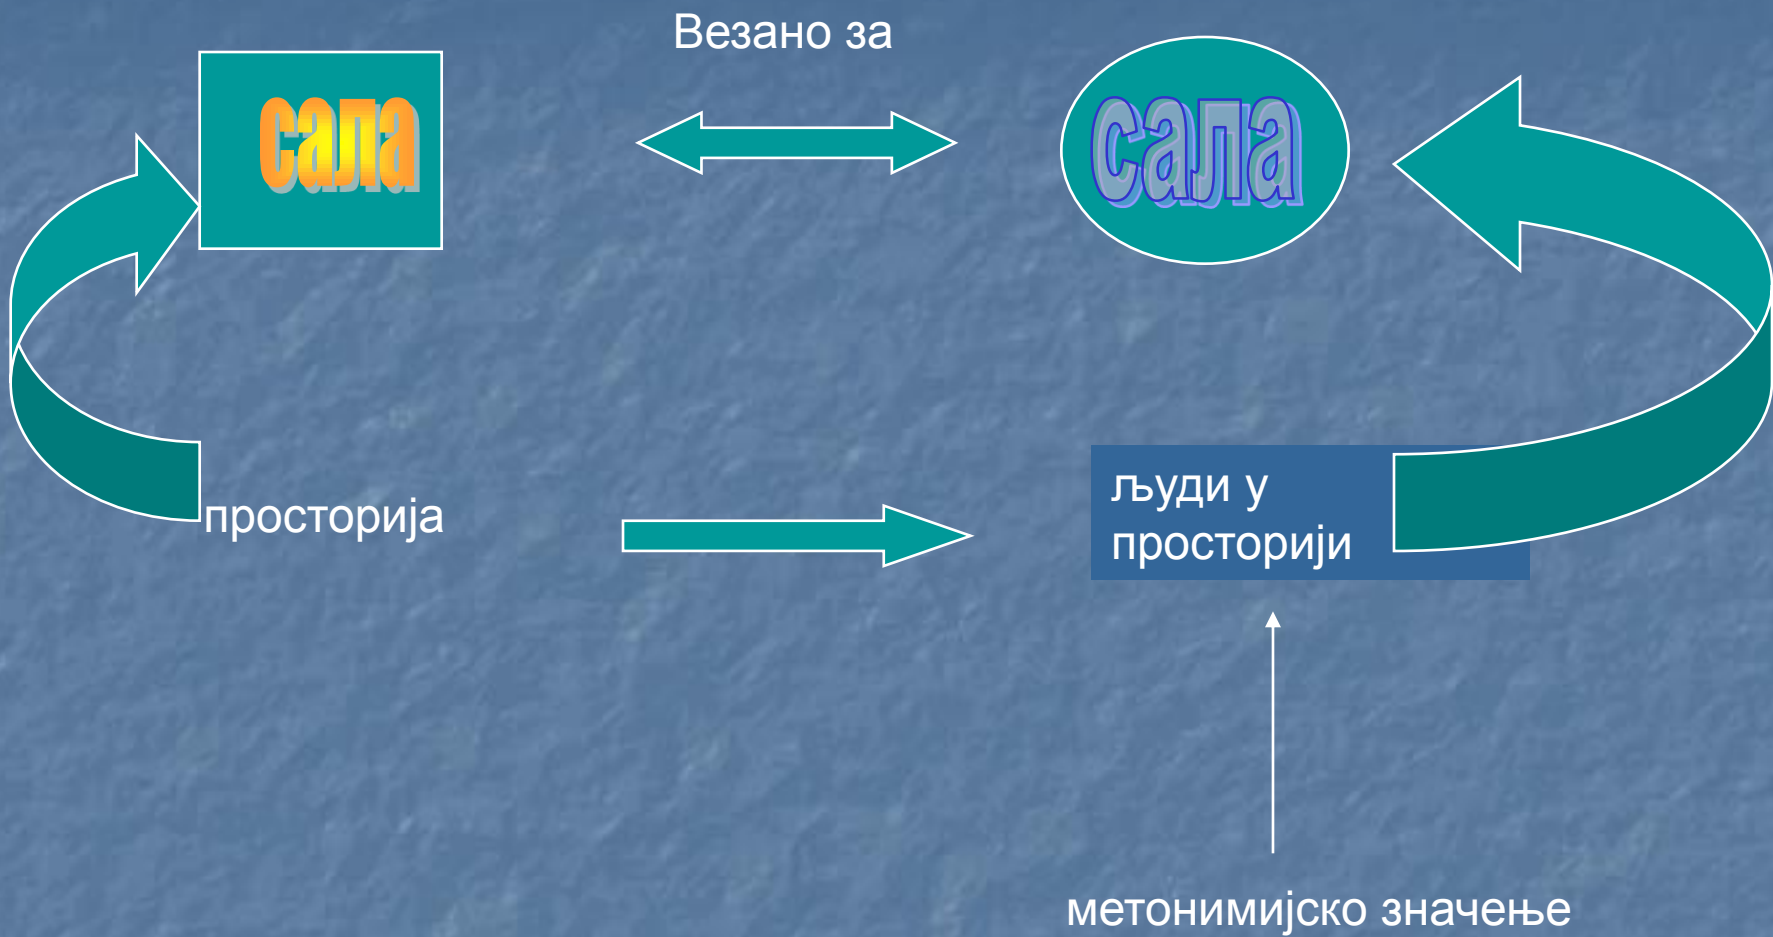 Везано за
сала
сала
просторија
људи у
просторији
метонимијско значење